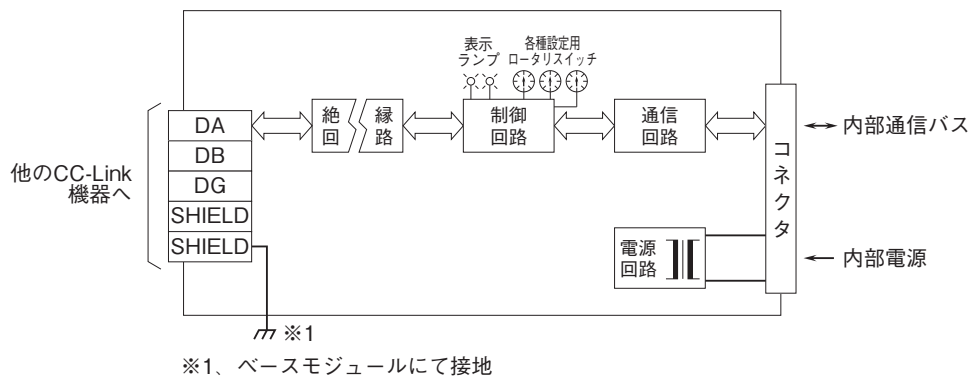 表示
ランプ
各種設定用
ロータリスイッチ
他のCC-Link
機器へ
DA
DB
DG
SHIELD
SHIELD
絶 縁
回 路
制御
回路
通信
回路
コネクタ
内部通信バス
電源
回路
内部電源
※1
※1、ベースモジュールにて接地